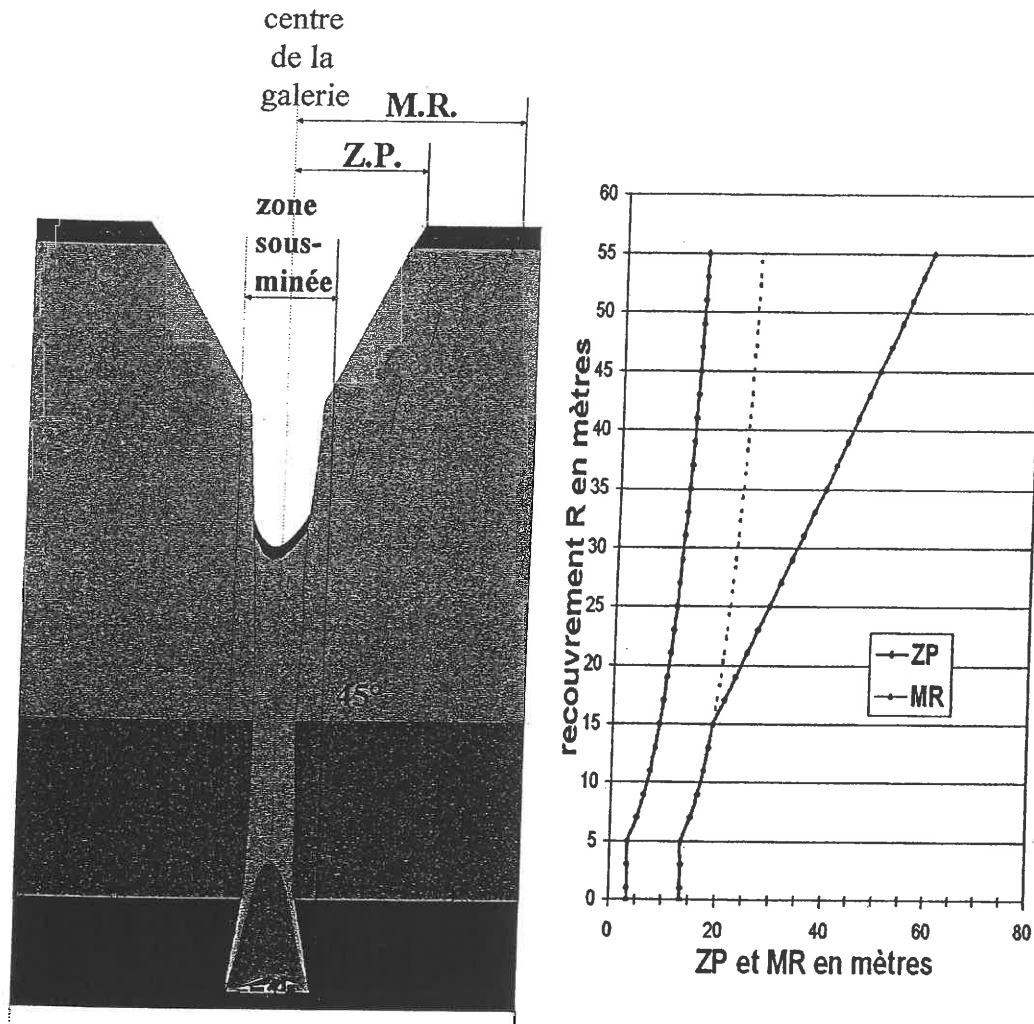 centre
de la
galerie
M.R.
Z.P.
zone
sous-
minée
45°
recouvrement R en mètres
60
55
50
45
40
35
30
25
20
15
10
5
0
ZP
MR
0
20
40
60
80
ZP et MR en mètres